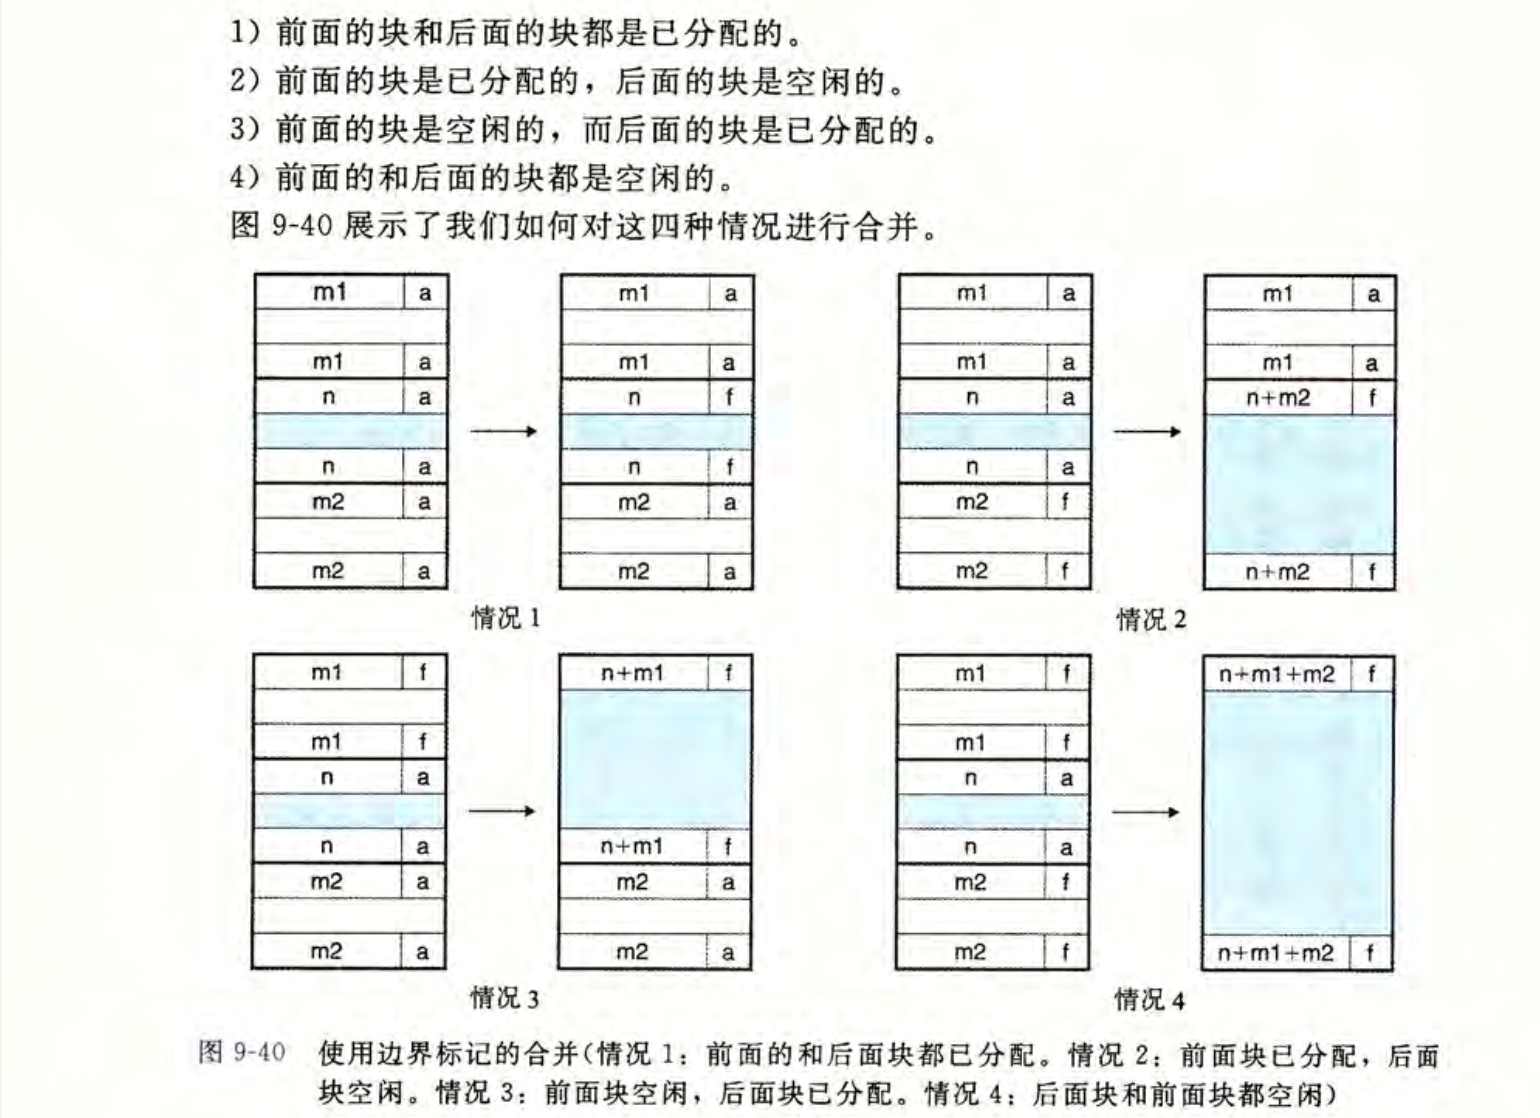 1) 前面的块和后面的块都是已分配的。
2) 前面的块是已分配的，后面的块是空闲的。
3) 前面的块是空闲的，而后面的块是已分配的。
4) 前面的和后面的块都是空闲的。
图 9-40 展示了我们如何对这四种情况进行合并。
m1 a m1 a m1 a m1 a
m1 a m1 a m1 a m1 a
n a n f n a n+m2 f
n a n f n a
m2 a m2 a m2 f
m2 a m2 a m2 f n+m2 f
情况 1 情况 2
m1 f n+m1 f m1 f n+m1+m2 f
m1 f m1 f
n a n a
n a n+m1 f n a
m2 a m2 a m2 f
m2 a m2 a m2 f n+m1+m2 f
情况 3 情况 4
图 9-40 使用边界标记的合并(情况 1：前面的和后面块都已分配。情况 2：前面块已分配，后面
块空闲。情况 3：前面块空闲，后面块已分配。情况 4：后面块和前面块都空闲)